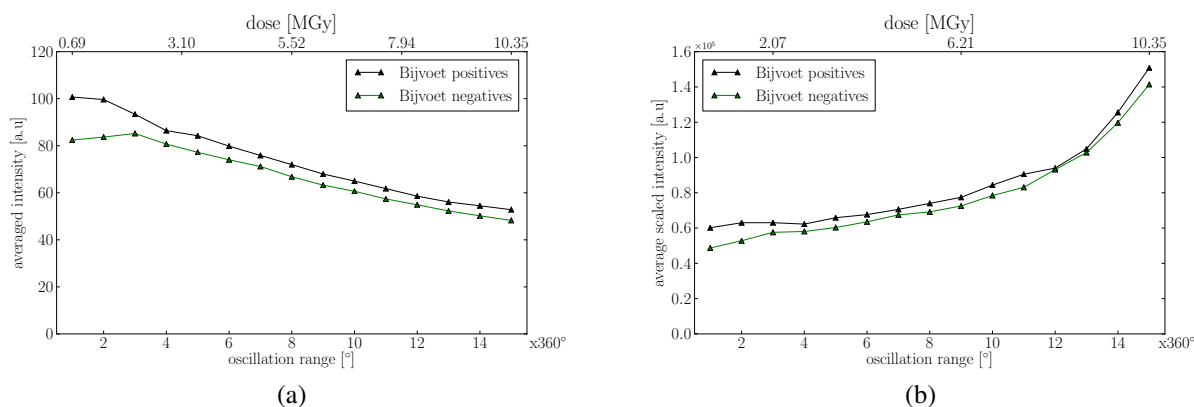 dose [MGy]
0.69 3.10 5.52 7.94 10.35
120
100
80
60
40
20
0
averaged intensity [a.u]
Bijvoet positives
Bijvoet negatives
2 4 6 8 10 12 14 x360°
oscillation range [°]
(a)
dose [MGy]
×10⁵ 2.07 6.21 10.35
1.6
1.4
1.2
1.0
0.8
0.6
0.4
0.2
0.0
average scaled intensity [a.u]
Bijvoet positives
Bijvoet negatives
2 4 6 8 10 12 14 x360°
oscillation range [°]
(b)